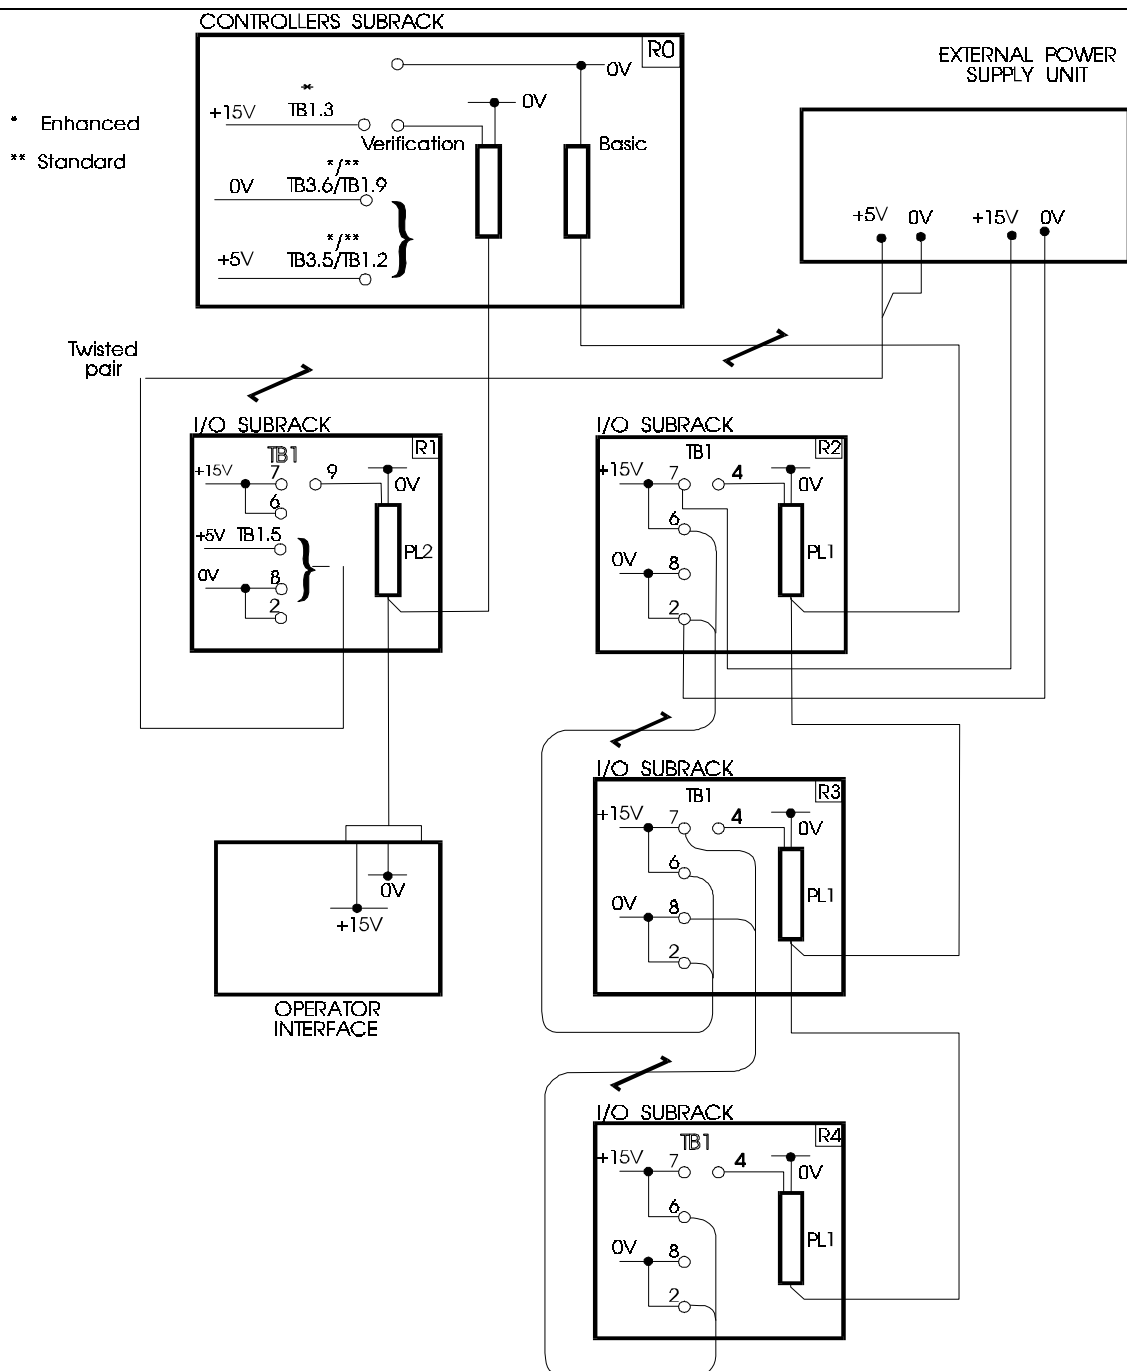 CONTROLLERS SUBRACK
R0
0V
*
+15V TB1.3
0V
Verification
Basic
*/**
0V TB3.6/TB1.9
*/**
+5V TB3.5/TB1.2
* Enhanced
** Standard
EXTERNAL POWER
SUPPLY UNIT
+5V 0V +15V 0V
Twisted
pair
I/O SUBRACK
R1
TB1
+15V 7 9
0V
6
+5V TB1.5
PL2
0V 8
2
I/O SUBRACK
R2
TB1
+15V 7 4
0V
6
PL1
0V 8
2
I/O SUBRACK
R3
TB1
+15V 7 4
0V
6
PL1
0V 8
2
0V
+15V
OPERATOR
INTERFACE
I/O SUBRACK
R4
TB1
+15V 7 4
0V
6
PL1
0V 8
2